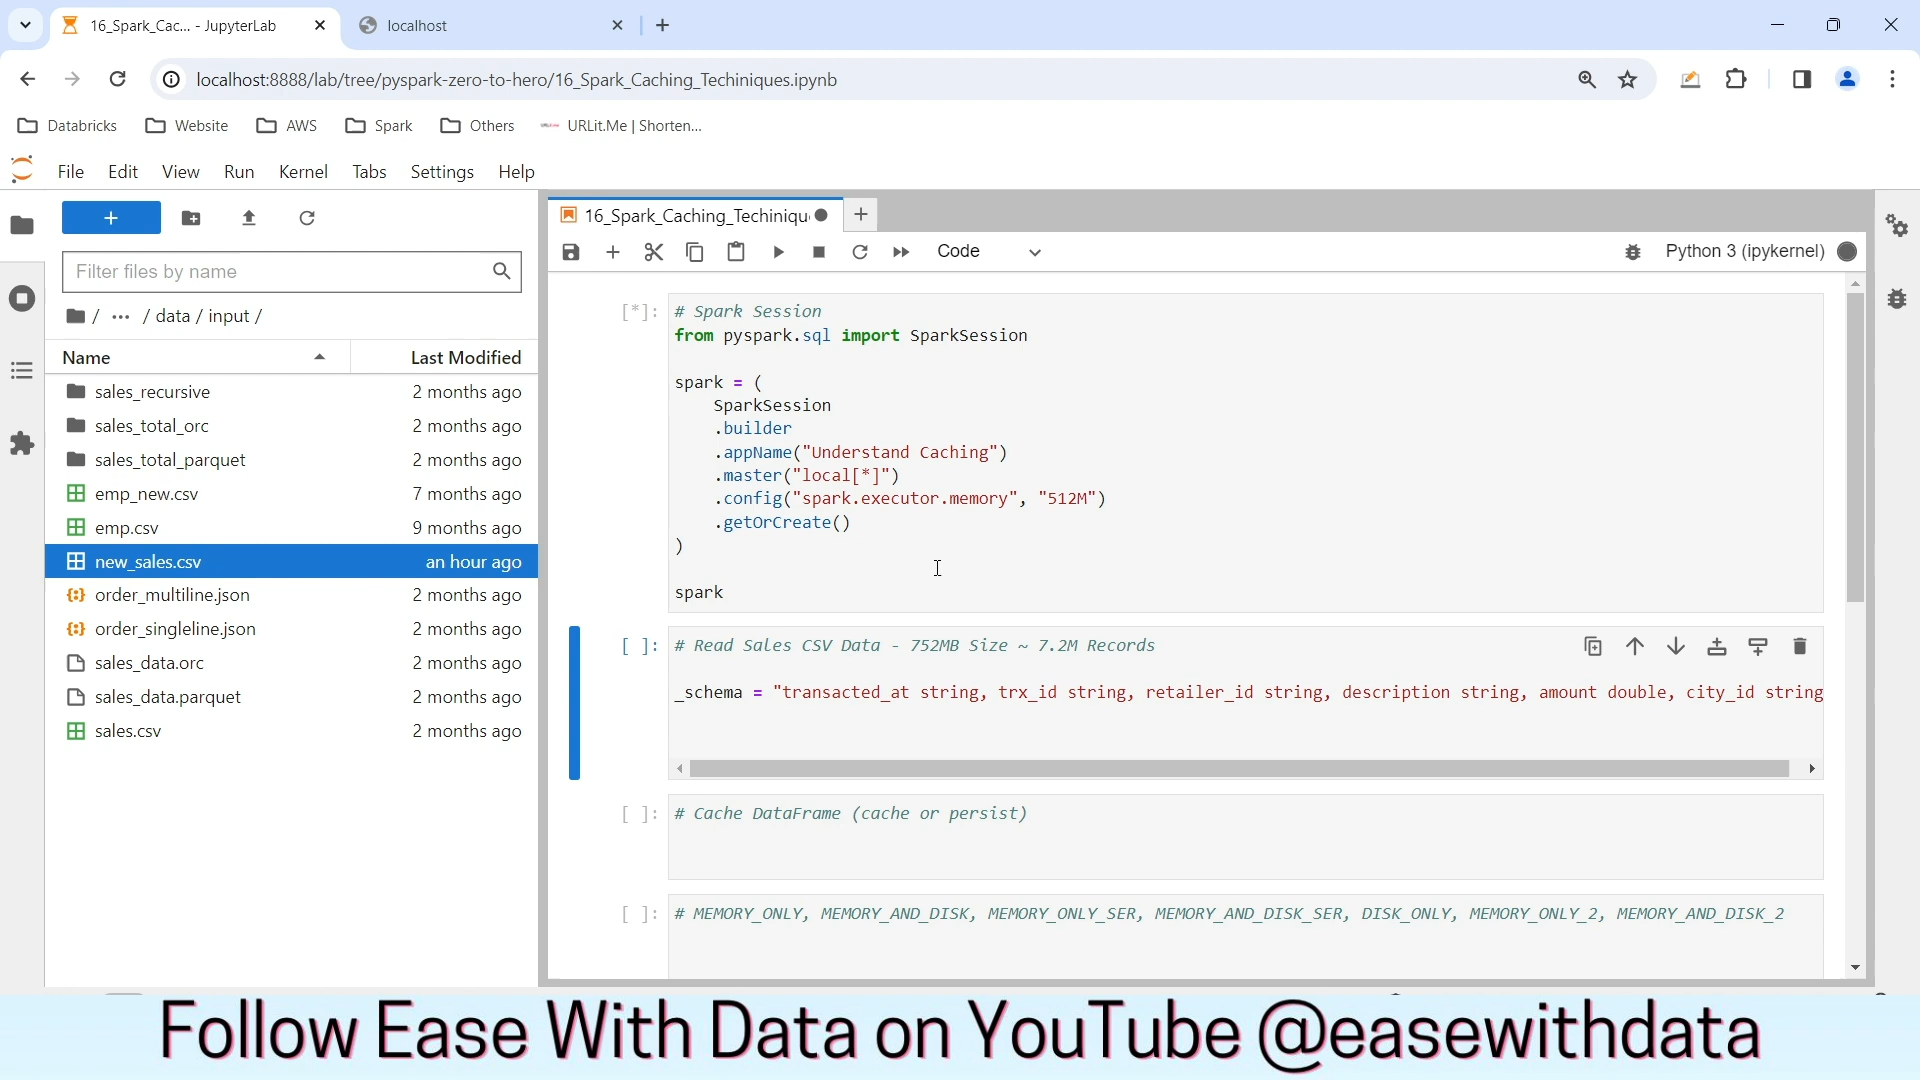 16_Spark_Cac... - JupyterLab
localhost
localhost:8888/lab/tree/pyspark-zero-to-hero/16_Spark_Caching_Techiniques.ipynb
Databricks
Website
AWS
Spark
Others
URLit.Me | Shorten...
File
Edit
View
Run
Kernel
Tabs
Settings
Help
16_Spark_Caching_Techiniqu
Filter files by name
Code
Python 3 (ipykernel)
/ ... / data / input /
Name
Last Modified
sales_recursive 2 months ago
sales_total_orc 2 months ago
sales_total_parquet 2 months ago
emp_new.csv 7 months ago
emp.csv 9 months ago
new_sales.csv an hour ago
order_multiline.json 2 months ago
order_singleline.json 2 months ago
sales_data.orc 2 months ago
sales_data.parquet 2 months ago
sales.csv 2 months ago
[*]: # Spark Session
from pyspark.sql import SparkSession
spark = (
SparkSession
.builder
.appName("Understand Caching")
.master("local[*]")
.config("spark.executor.memory", "512M")
.getOrCreate()
)
spark
[ ]: # Read Sales CSV Data - 752MB Size ~ 7.2M Records
_schema = "transacted_at string, trx_id string, retailer_id string, description string, amount double, city_id string
[ ]: # Cache DataFrame (cache or persist)
[ ]: # MEMORY_ONLY, MEMORY_AND_DISK, MEMORY_ONLY_SER, MEMORY_AND_DISK_SER, DISK_ONLY, MEMORY_ONLY_2, MEMORY_AND_DISK_2
Follow Ease With Data on YouTube @easewithdata